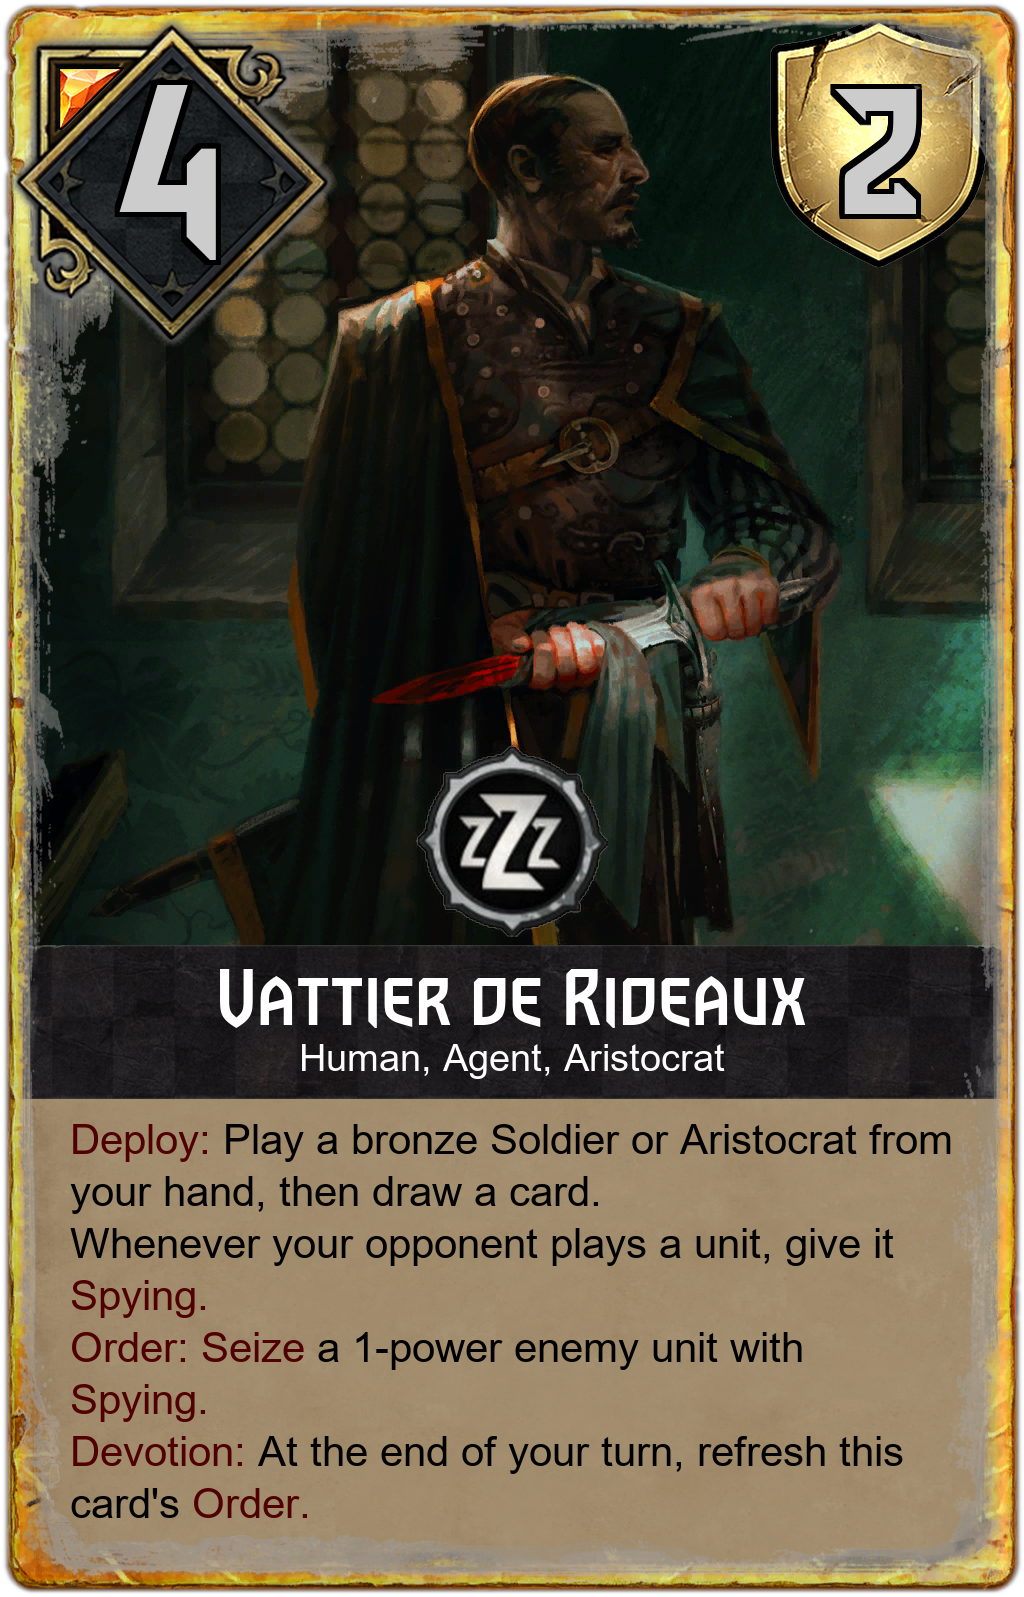 4
2
zZz
Vattier de Rideaux
Human, Agent, Aristocrat
Deploy: Play a bronze Soldier or Aristocrat from
your hand, then draw a card.
Whenever your opponent plays a unit, give it
Spying.
Order: Seize a 1-power enemy unit with
Spying.
Devotion: At the end of your turn, refresh this
card's Order.